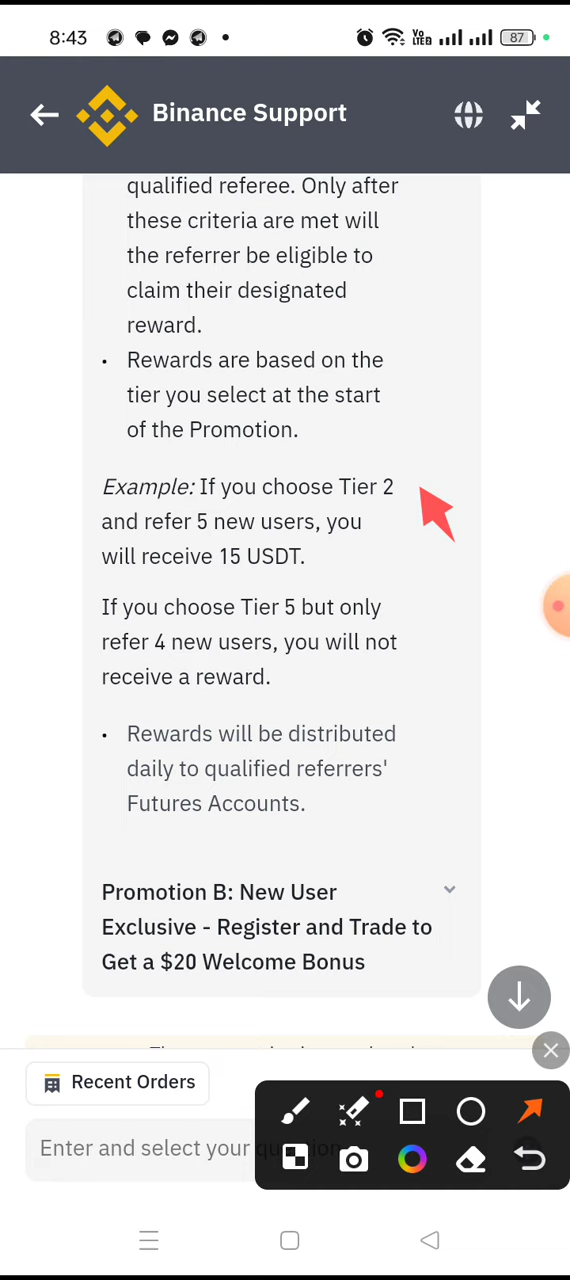 8:43
Vo
LTE2
87
Binance Support
qualified referee. Only after
these criteria are met will
the referrer be eligible to
claim their designated
reward.
• Rewards are based on the
tier you select at the start
of the Promotion.
Example: If you choose Tier 2
and refer 5 new users, you
will receive 15 USDT.
If you choose Tier 5 but only
refer 4 new users, you will not
receive a reward.
• Rewards will be distributed
daily to qualified referrers'
Futures Accounts.
Promotion B: New User
Exclusive - Register and Trade to
Get a $20 Welcome Bonus
Recent Orders
Enter and select your question